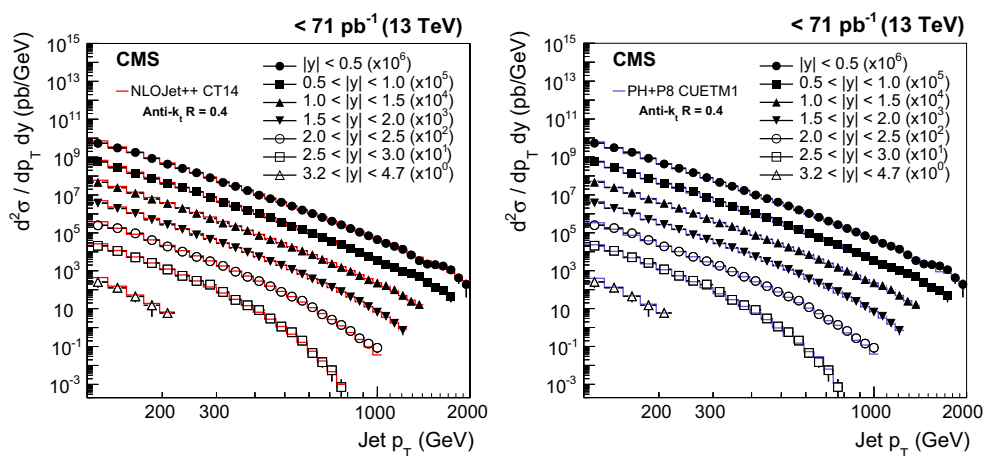 < 71 pb⁻¹ (13 TeV)
d²σ / dp_T dy (pb/GeV)
10¹⁵
10¹³
10¹¹
10⁹
10⁷
10⁵
10³
10
10⁻¹
10⁻³
CMS
NLOJet++ CT14
Anti-k_t R = 0.4
|y| < 0.5 (x10⁶)
0.5 < |y| < 1.0 (x10⁵)
1.0 < |y| < 1.5 (x10⁴)
1.5 < |y| < 2.0 (x10³)
2.0 < |y| < 2.5 (x10²)
2.5 < |y| < 3.0 (x10¹)
3.2 < |y| < 4.7 (x10⁰)
200 300 1000 2000
Jet p_T (GeV)
< 71 pb⁻¹ (13 TeV)
d²σ / dp_T dy (pb/GeV)
10¹⁵
10¹³
10¹¹
10⁹
10⁷
10⁵
10³
10
10⁻¹
10⁻³
CMS
PH+P8 CUETM1
Anti-k_t R = 0.4
|y| < 0.5 (x10⁶)
0.5 < |y| < 1.0 (x10⁵)
1.0 < |y| < 1.5 (x10⁴)
1.5 < |y| < 2.0 (x10³)
2.0 < |y| < 2.5 (x10²)
2.5 < |y| < 3.0 (x10¹)
3.2 < |y| < 4.7 (x10⁰)
200 300 1000 2000
Jet p_T (GeV)